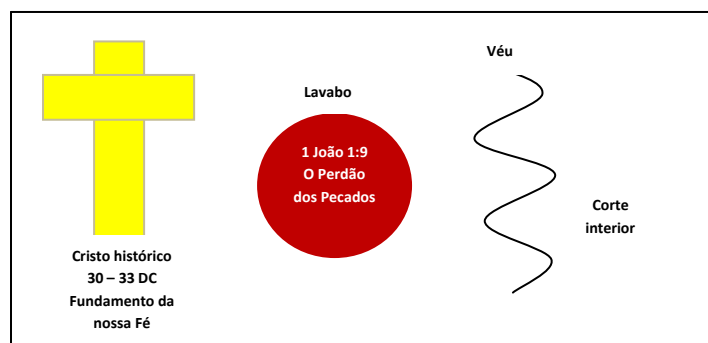 Cristo histórico
30 – 33 DC
Fundamento da
nossa Fé
Lavabo
1 João 1:9
O Perdão
dos Pecados
Véu
Corte
interior